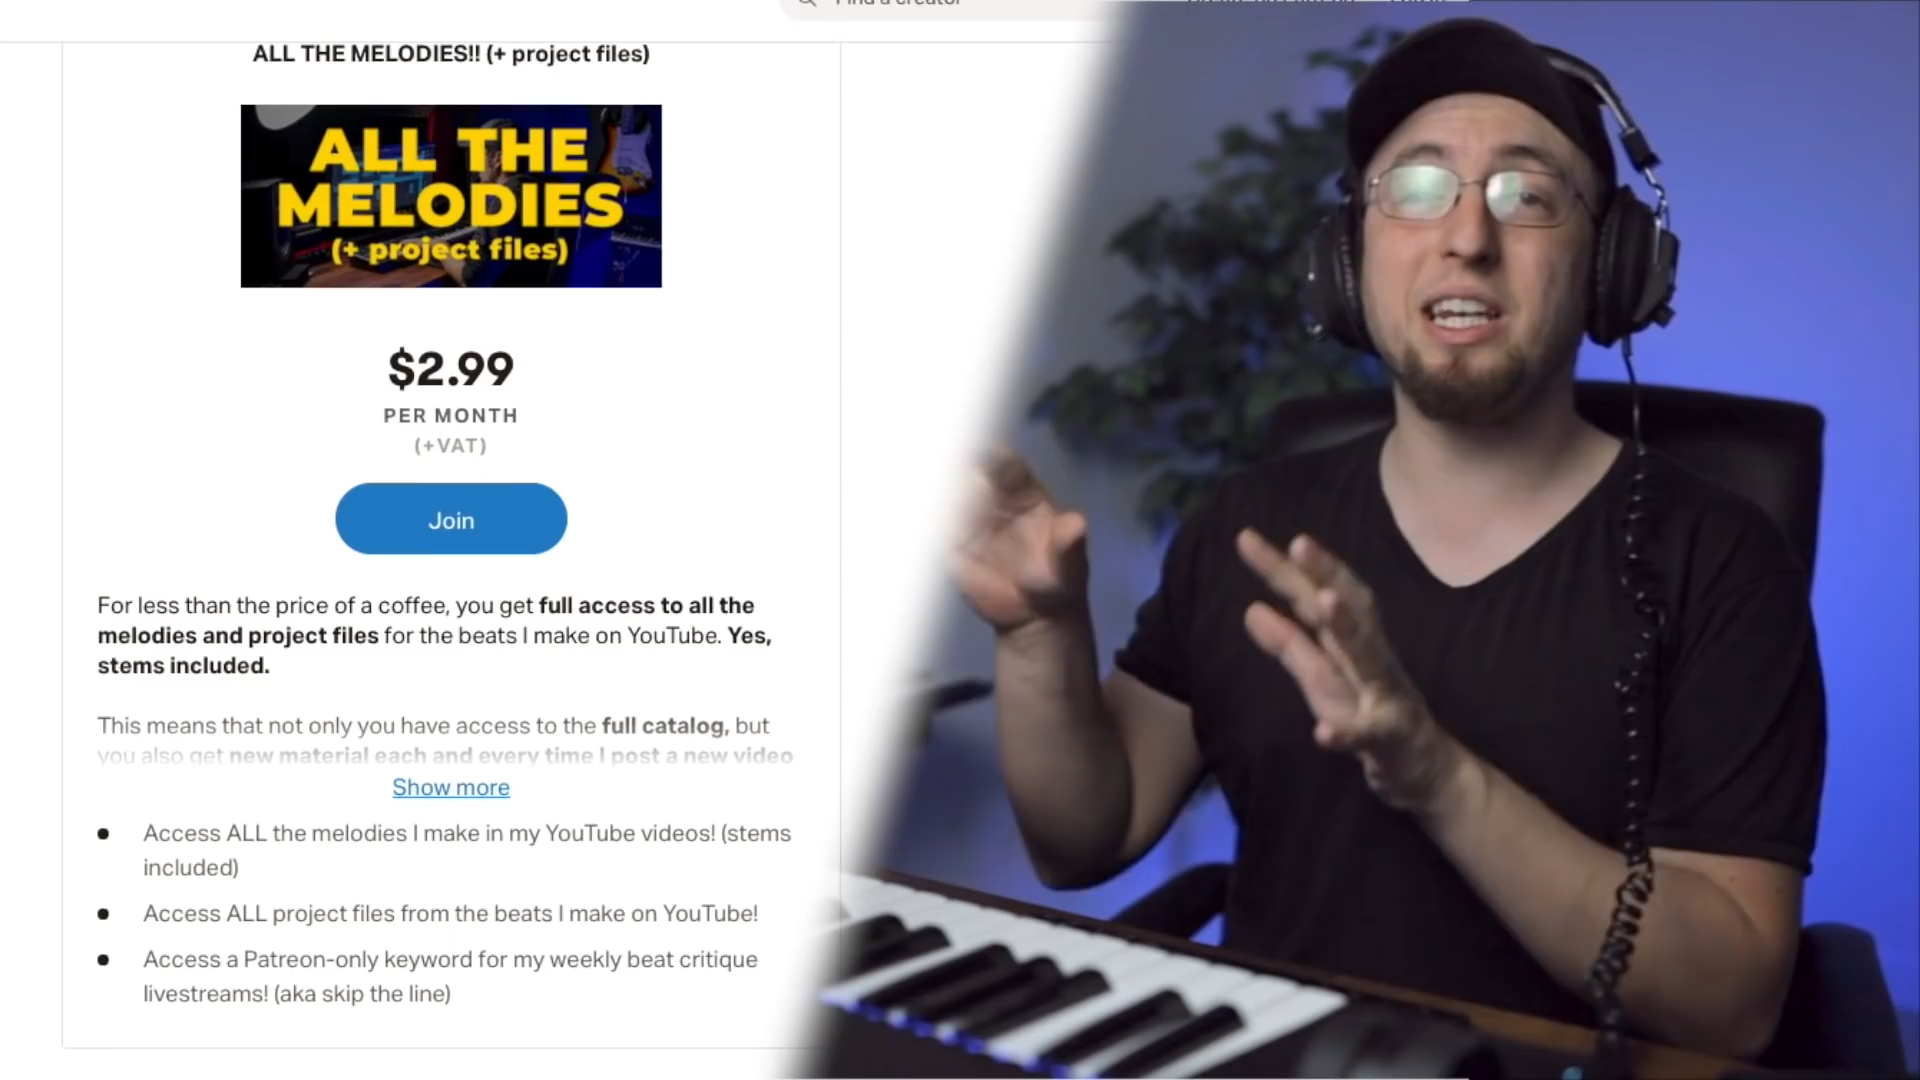 Find a creator
ALL THE MELODIES!! (+ project files)
ALL THE
MELODIES
(+ project files)
$2.99
PER MONTH
(+VAT)
Join
For less than the price of a coffee, you get full access to all the
melodies and project files for the beats I make on YouTube. Yes,
stems included.
This means that not only you have access to the full catalog, but
you also get new material each and every time I post a new video
Show more
Access ALL the melodies I make in my YouTube videos! (stems
included)
Access ALL project files from the beats I make on YouTube!
Access a Patreon-only keyword for my weekly beat critique
livestreams! (aka skip the line)